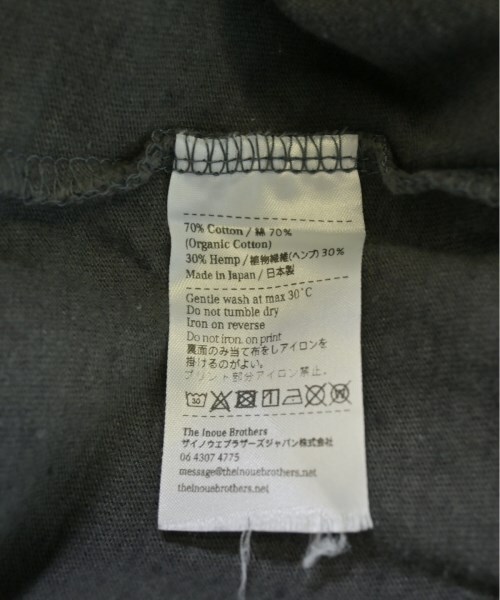 70% Cotton / 綿 70%
(Organic Cotton)
30% Hemp / 植物繊維(ヘンプ) 30%
Made in Japan / 日本製
Gentle wash at max 30°C
Do not tumble dry
Iron on reverse
Do not iron, on print
裏面のみ当て布をしアイロンを
掛けるのがよい。
プリント部分アイロン禁止。
30
The Inoue Brothers
ザイノウエブラザーズジャパン株式会社
06 4307 4775
message@theinouebrothers.net
theinouebrothers.net